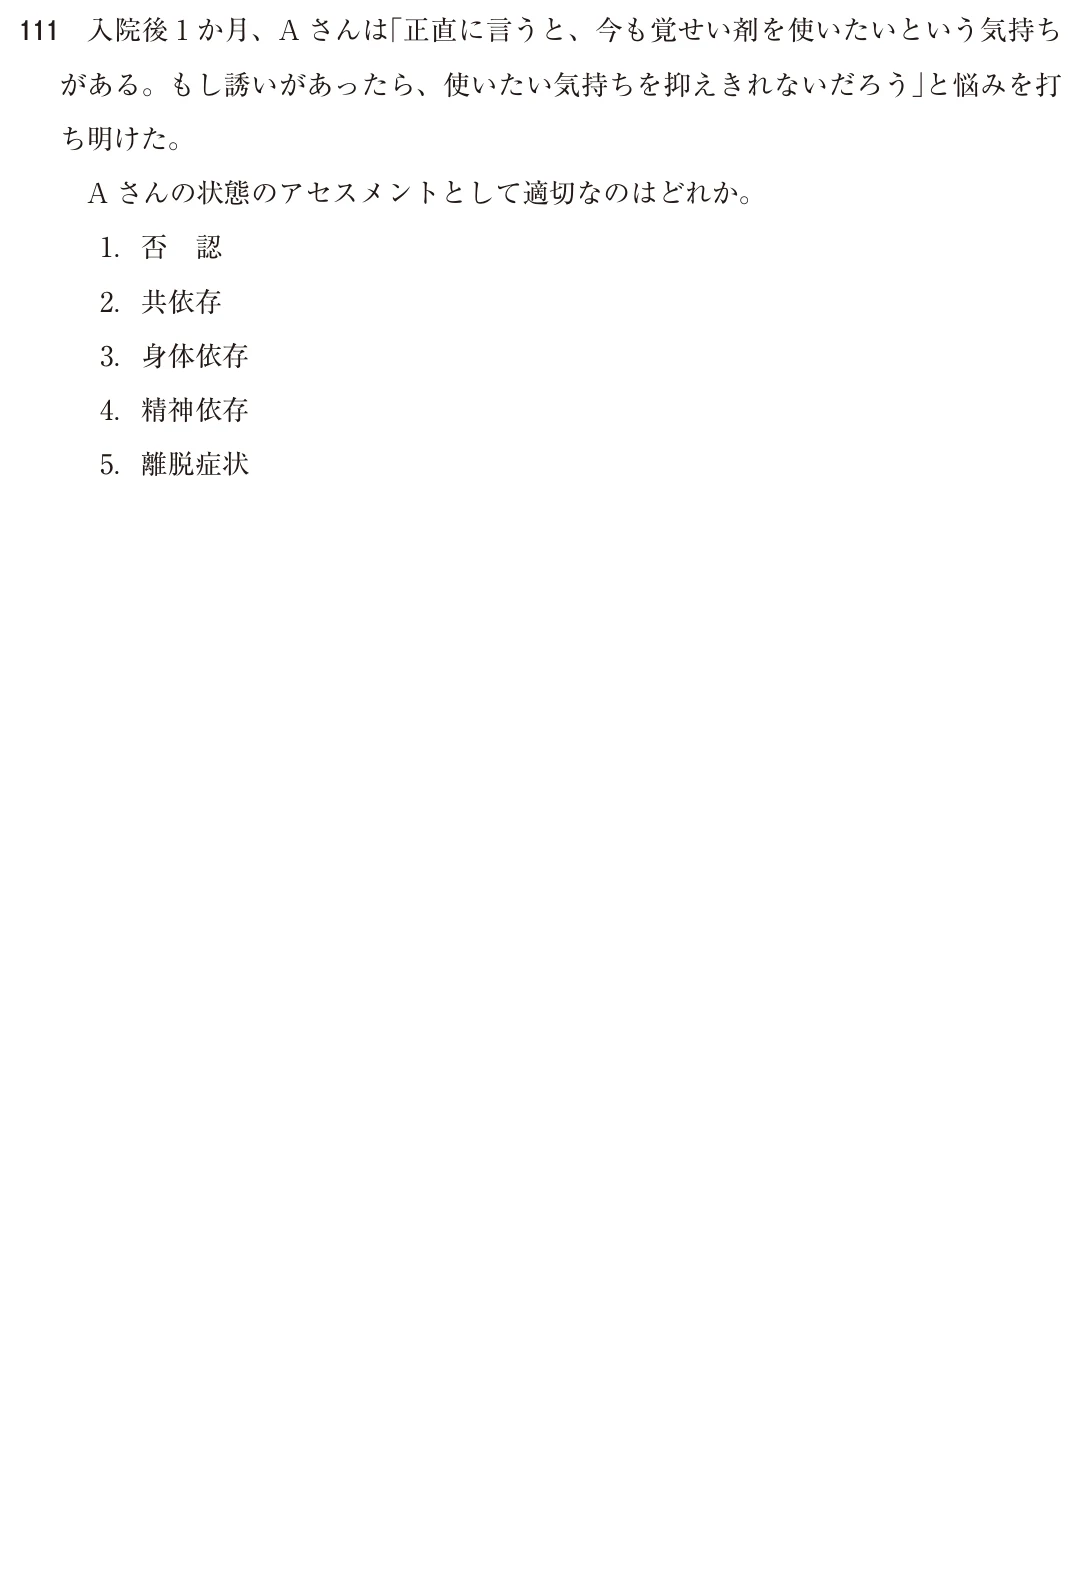 111 入院後1か月、Aさんは「正直に言うと、今も覚せい剤を使いたいという気持ち
がある。もし誘いがあったら、使いたい気持ちを抑えきれないだろう」と悩みを打
ち明けた。
Aさんの状態のアセスメントとして適切なのはどれか。
1. 否 認
2. 共依存
3. 身体依存
4. 精神依存
5. 離脱症状